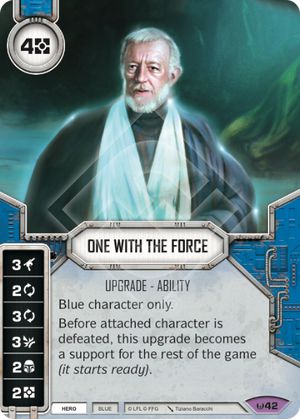 4
ONE WITH THE FORCE
UPGRADE - ABILITY
Blue character only.
Before attached character is
defeated, this upgrade becomes
a support for the rest of the game
(it starts ready).
3
2
3
3
2
2
HERO
BLUE
© LFL © FFG
Tiziano Baracchi
42